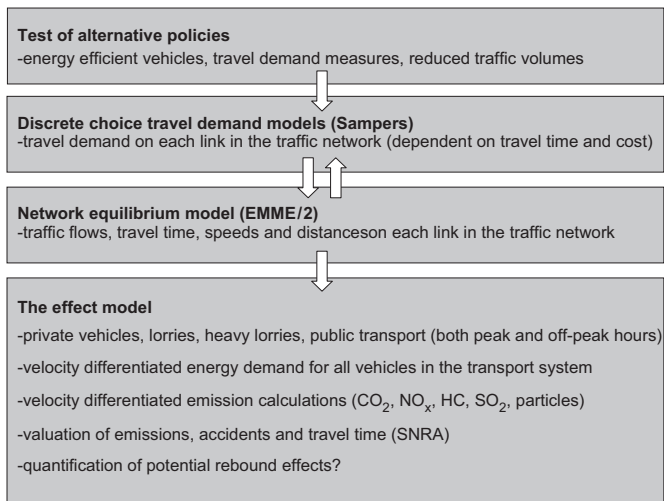 Test of alternative policies
-energy efficient vehicles, travel demand measures, reduced traffic volumes
Discrete choice travel demand models (Sampers)
-travel demand on each link in the traffic network (dependent on travel time and cost)
Network equilibrium model (EMME/2)
-traffic flows, travel time, speeds and distanceson each link in the traffic network
The effect model
-private vehicles, lorries, heavy lorries, public transport (both peak and off-peak hours)
-velocity differentiated energy demand for all vehicles in the transport system
-velocity differentiated emission calculations (CO₂, NOₓ, HC, SO₂, particles)
-valuation of emissions, accidents and travel time (SNRA)
-quantification of potential rebound effects?